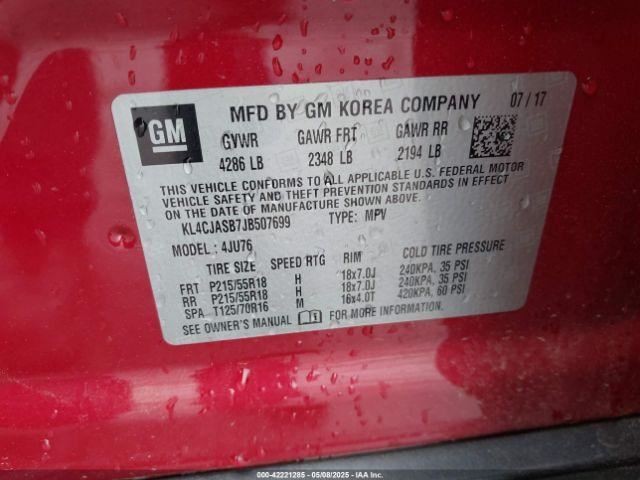 GM
MFD BY GM KOREA COMPANY 07/17
GVWR GAWR FRT GAWR RR
4286 LB 2348 LB 2194 LB
THIS VEHICLE CONFORMS TO ALL APPLICABLE U.S. FEDERAL MOTOR
VEHICLE SAFETY AND THEFT PREVENTION STANDARDS IN EFFECT
ON THE DATE OF MANUFACTURE SHOWN ABOVE.
KL4CJASB7JB507699 TYPE: MPV
MODEL: 4JU76
TIRE SIZE SPEED RTG RIM COLD TIRE PRESSURE
FRT P215/55R18 H 18x7.0J 240KPA, 35 PSI
RR P215/55R18 H 18x7.0J 240KPA, 35 PSI
SPA T125/70R16 M 16x4.0T 420KPA, 60 PSI
SEE OWNER'S MANUAL FOR MORE INFORMATION.
000-42221285 - 05/08/2025 - IAA Inc.